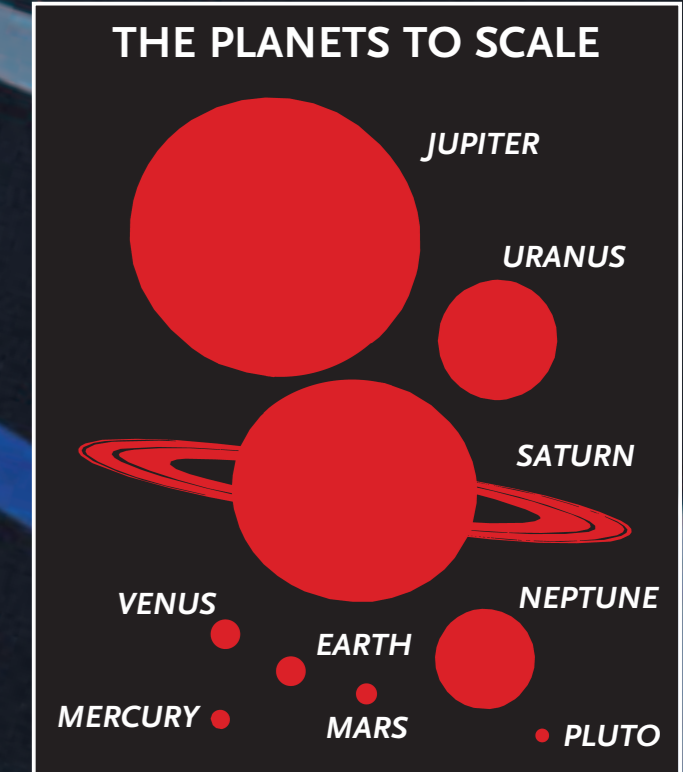 THE PLANETS TO SCALE
JUPITER
URANUS
SATURN
NEPTUNE
VENUS
EARTH
MERCURY
MARS
PLUTO